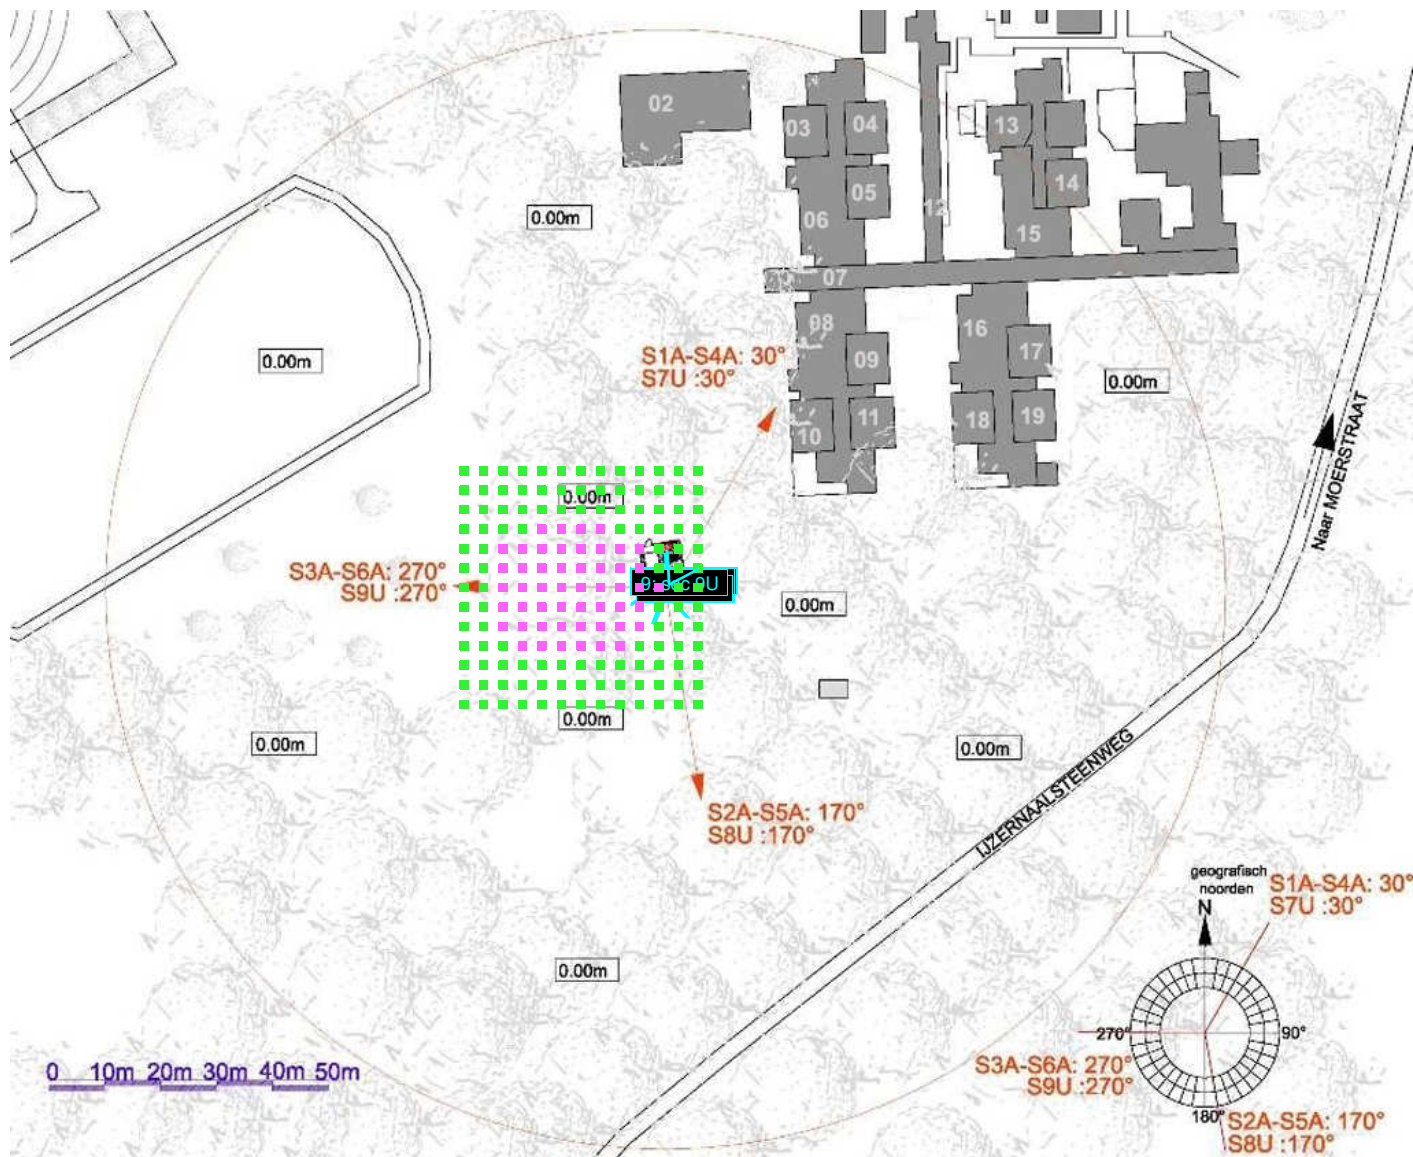 02
03
04
13
14
05
06
12
15
07
0.00m
08
16
09
17
S1A-S4A: 30°
S7U :30°
0.00m
0.00m
10
11
18
19
Naar MOERSTRAAT
0.00m
S3A-S6A: 270°
S9U :270°
9: sec 9U
0.00m
0.00m
0.00m
0.00m
IJZERNAALSTEENWEG
S2A-S5A: 170°
S8U :170°
0.00m
geografisch
noorden
N
S1A-S4A: 30°
S7U :30°
270°
90°
180°
S3A-S6A: 270°
S9U :270°
S2A-S5A: 170°
S8U :170°
0 10m 20m 30m 40m 50m